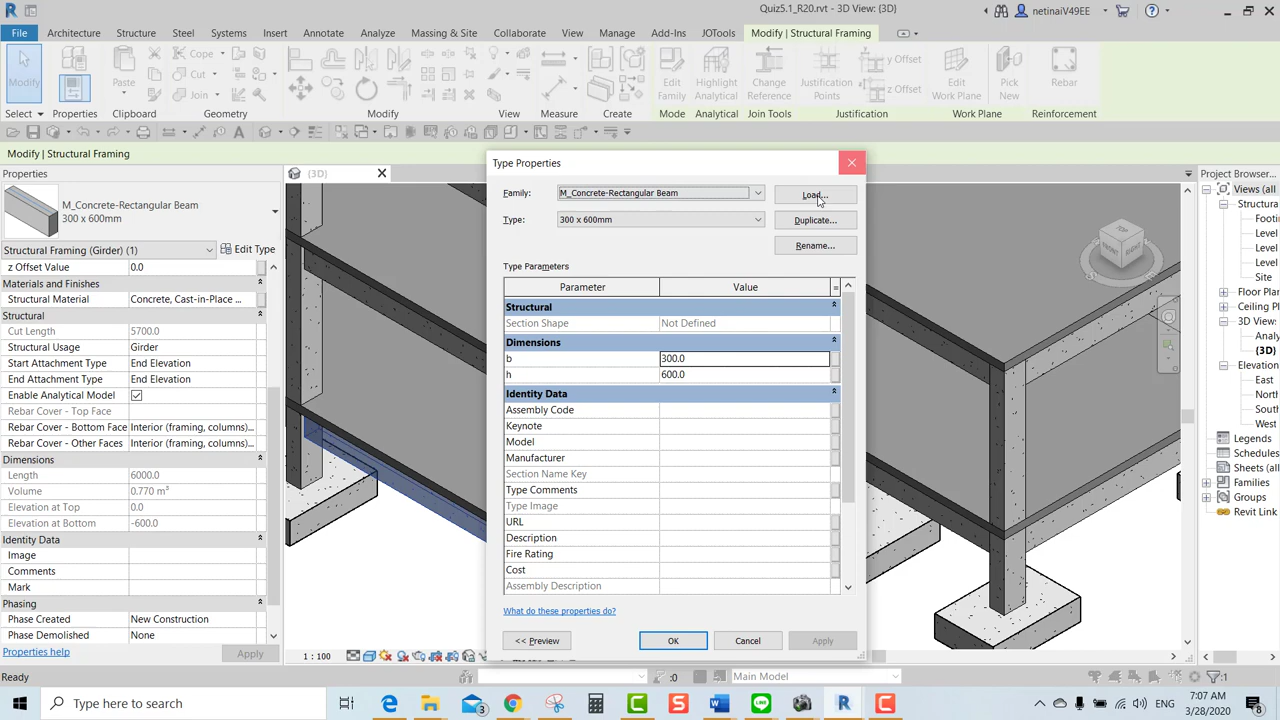 Quiz5.1_R20.rvt - 3D View: {3D}
netinaiV49EE
File
Architecture
Structure
Steel
Systems
Insert
Annotate
Analyze
Massing & Site
Collaborate
View
Manage
Add-Ins
JOTools
Modify | Structural Framing
Modify
Paste
Cope
Cut
Join
Edit Family
Highlight Analytical
Change Reference
Justification Points
y Offset
z Offset
Edit Work Plane
Pick New
Rebar
Select
Properties
Clipboard
Geometry
Modify
View
Measure
Create
Mode
Analytical
Join Tools
Justification
Work Plane
Reinforcement
Modify | Structural Framing
Properties
M_Concrete-Rectangular Beam
300 x 600mm
Structural Framing (Girder) (1)
Edit Type
z Offset Value 0.0
Materials and Finishes
Structural Material Concrete, Cast-in-Place ...
Structural
Cut Length 5700.0
Structural Usage Girder
Start Attachment Type End Elevation
End Attachment Type End Elevation
Enable Analytical Model
Rebar Cover - Top Face
Rebar Cover - Bottom Face Interior (framing, columns)...
Rebar Cover - Other Faces Interior (framing, columns)...
Dimensions
Length 6000.0
Volume 0.770 m³
Elevation at Top 0.0
Elevation at Bottom -600.0
Identity Data
Image
Comments
Mark
Phasing
Phase Created New Construction
Phase Demolished None
Properties help
Apply
{3D}
Type Properties
Family: M_Concrete-Rectangular Beam
Load...
Type: 300 x 600mm
Duplicate...
Rename...
Type Parameters
Parameter Value =
Structural
Section Shape Not Defined
Dimensions
b 300.0
h 600.0
Identity Data
Assembly Code
Keynote
Model
Manufacturer
Section Name Key
Type Comments
Type Image
URL
Description
Fire Rating
Cost
Assembly Description
What do these properties do?
<< Preview
OK
Cancel
Apply
Views (all
Structura
Footi
Level
Level
Level
Site
Floor Plan
Ceiling P
3D Views
Analy
{3D}
Elevation
East
North
South
West
Legends
Schedules
Sheets (all
Families
Groups
Revit Link
1 : 100
Ready
:0
Main Model
:1
Type here to search
3
7:07 AM
ENG
3/28/2020
8